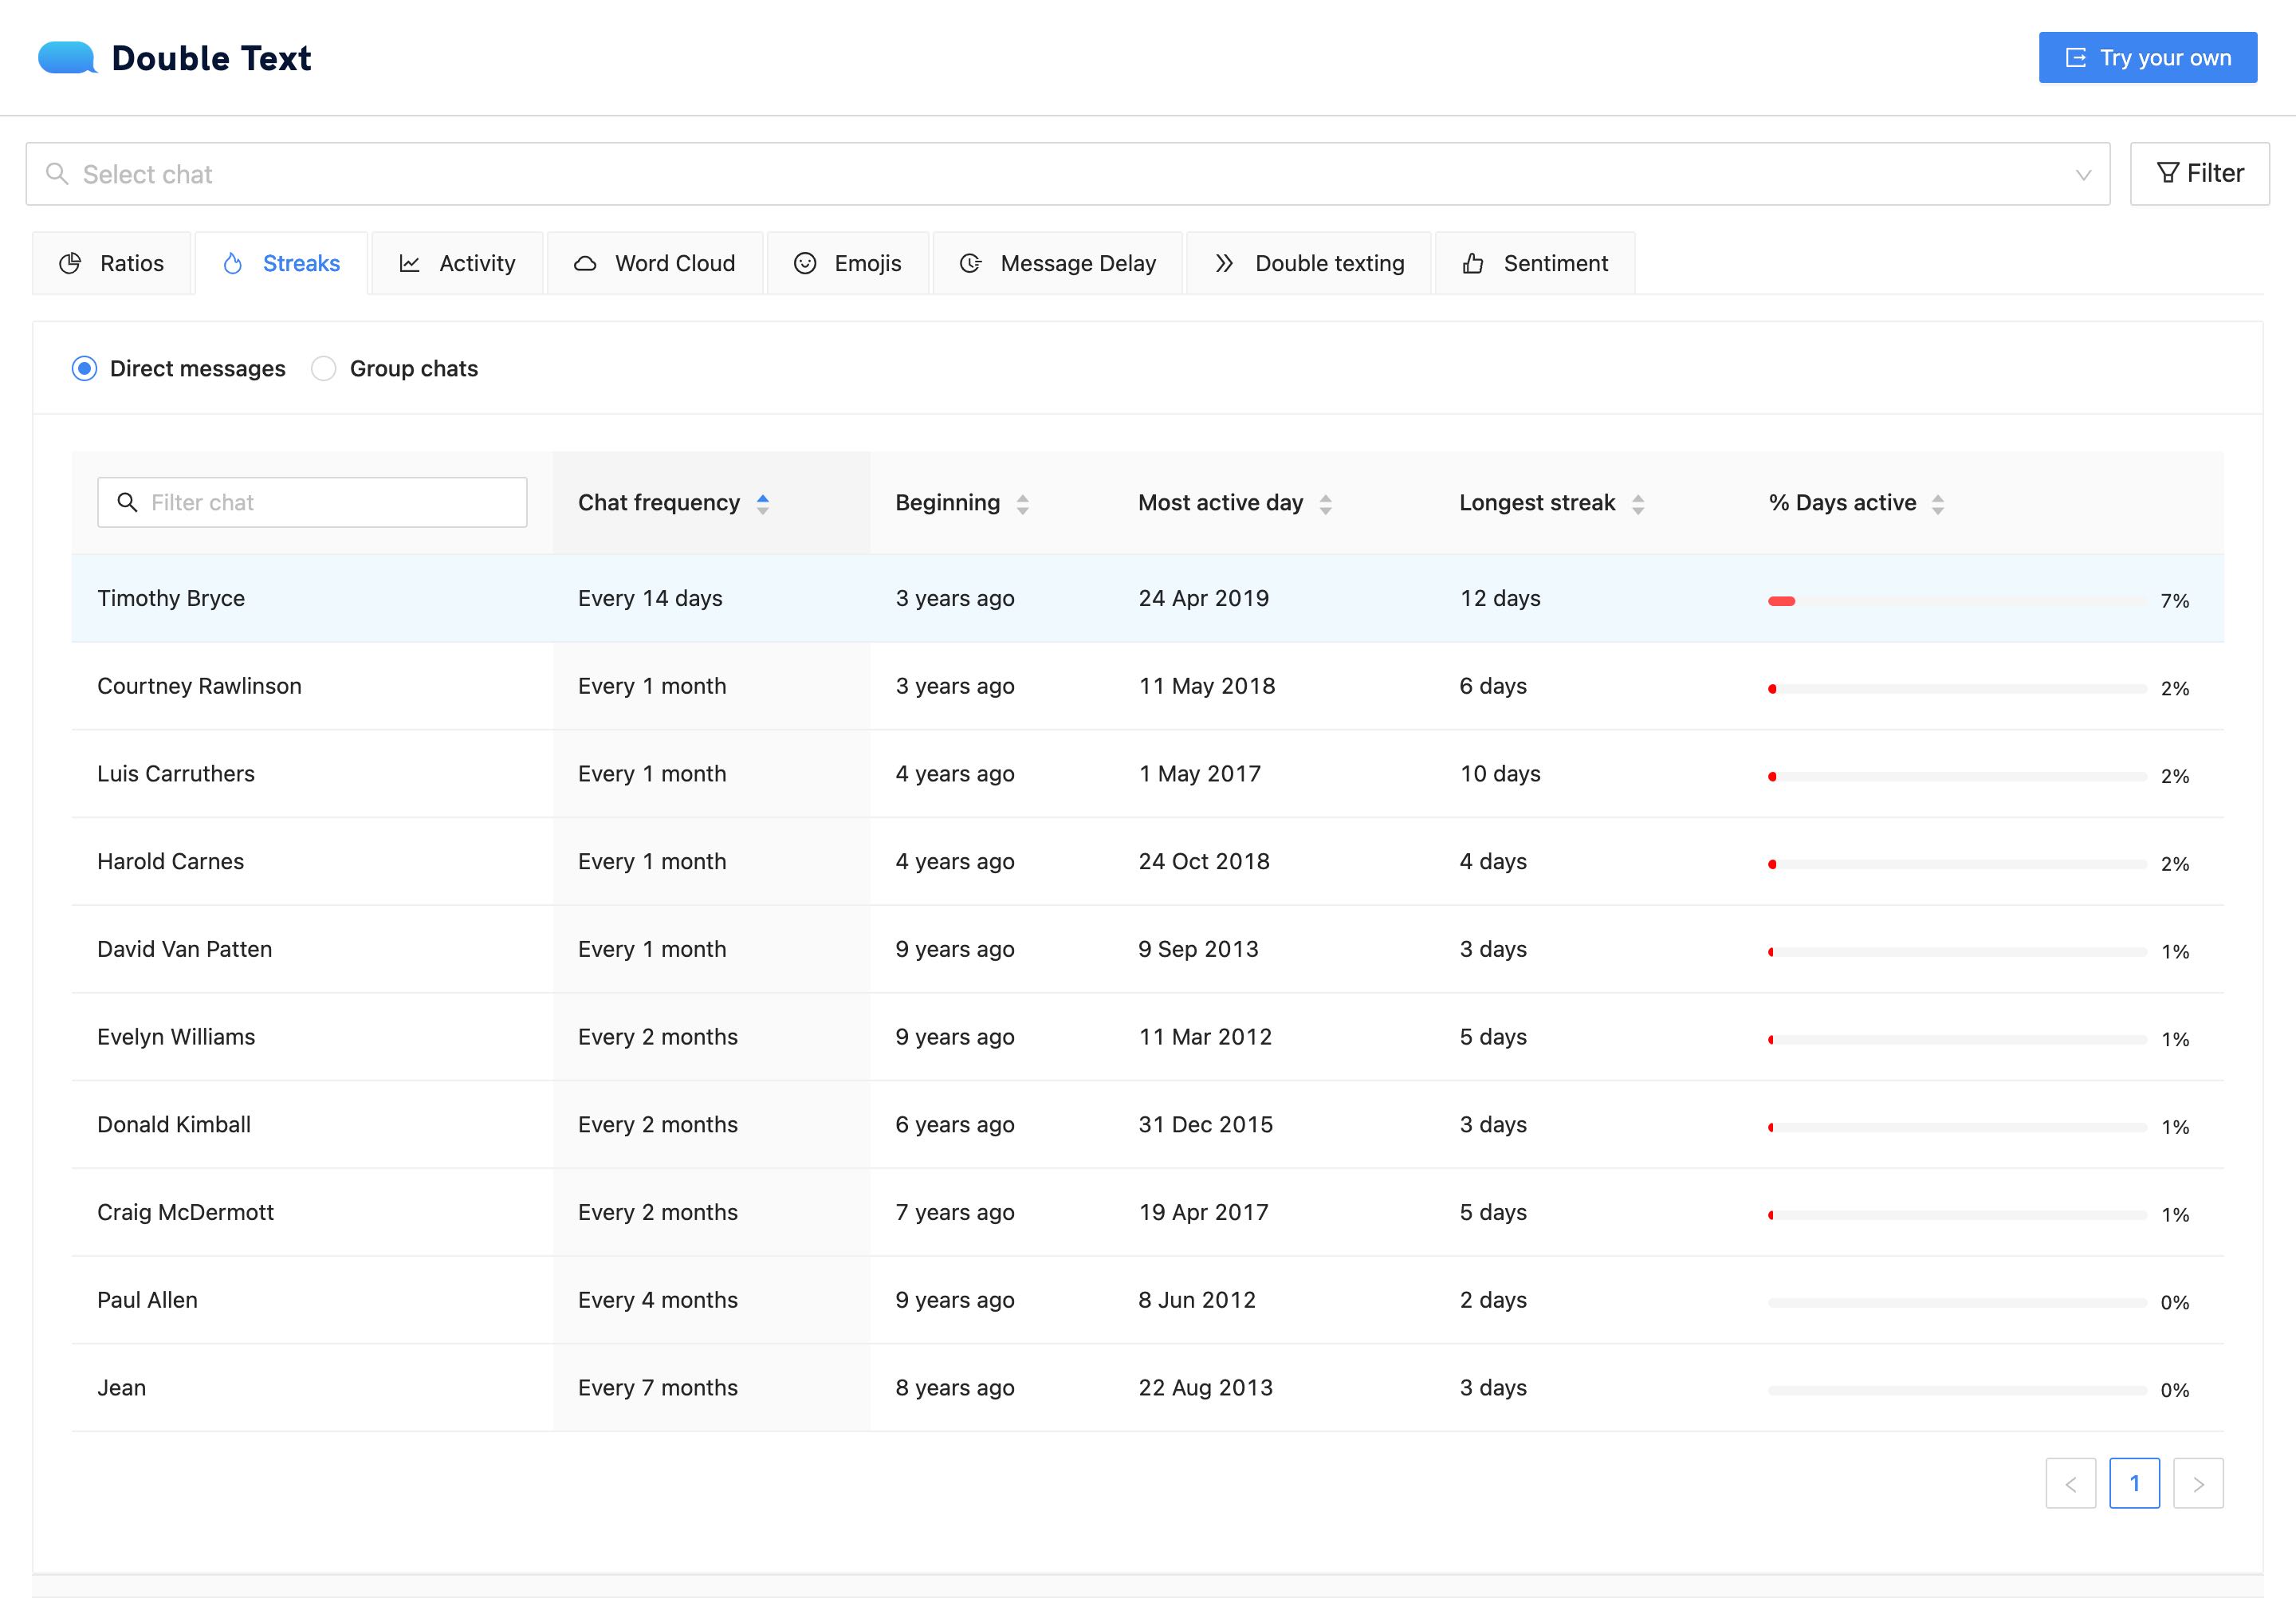 Double Text
Try your own
Select chat
Filter
Ratios Streaks Activity Word Cloud Emojis Message Delay Double texting Sentiment
Direct messages Group chats
Filter chat Chat frequency Beginning Most active day Longest streak % Days active
Timothy Bryce Every 14 days 3 years ago 24 Apr 2019 12 days 7%
Courtney Rawlinson Every 1 month 3 years ago 11 May 2018 6 days 2%
Luis Carruthers Every 1 month 4 years ago 1 May 2017 10 days 2%
Harold Carnes Every 1 month 4 years ago 24 Oct 2018 4 days 2%
David Van Patten Every 1 month 9 years ago 9 Sep 2013 3 days 1%
Evelyn Williams Every 2 months 9 years ago 11 Mar 2012 5 days 1%
Donald Kimball Every 2 months 6 years ago 31 Dec 2015 3 days 1%
Craig McDermott Every 2 months 7 years ago 19 Apr 2017 5 days 1%
Paul Allen Every 4 months 9 years ago 8 Jun 2012 2 days 0%
Jean Every 7 months 8 years ago 22 Aug 2013 3 days 0%
1